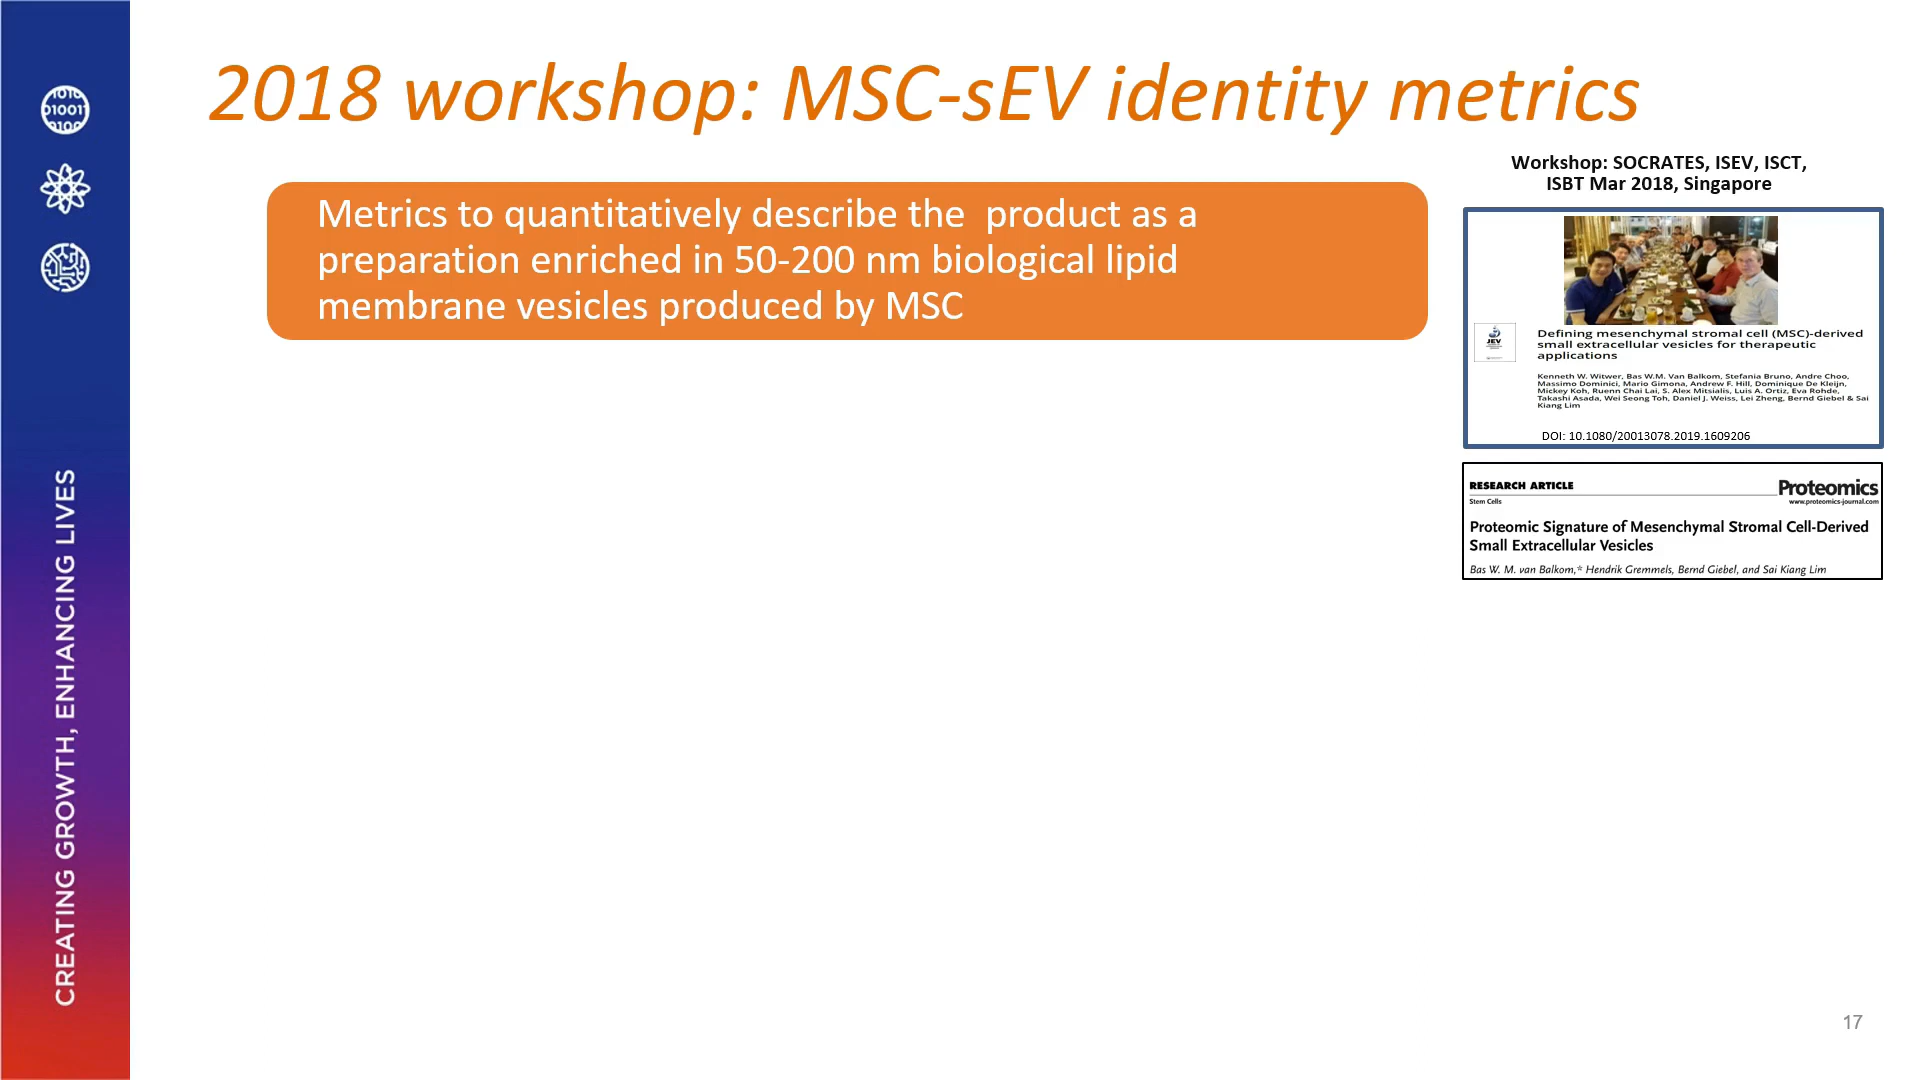 2018 workshop: MSC-sEV identity metrics
Metrics to quantitatively describe the  product as a
preparation enriched in 50-200 nm biological lipid
membrane vesicles produced by MSC
Workshop: SOCRATES, ISEV, ISCT,
ISBT Mar 2018, Singapore
JEV
Defining mesenchymal stromal cell (MSC)-derived
small extracellular vesicles for therapeutic
applications
Kenneth W. Witwer, Bas W.M. Van Balkom, Stefania Bruno, Andre Choo,
Massimo Dominici, Mario Gimona, Andrew F. Hill, Dominique De Kleijn,
Mickey Koh, Ruenn Chai Lai, S. Alex Mitsialis, Luis A. Ortiz, Eva Rohde,
Takashi Asada, Wei Seong Toh, Daniel J. Weiss, Lei Zheng, Bernd Giebel & Sai
Kiang Lim
DOI: 10.1080/20013078.2019.1609206
RESEARCH ARTICLE
Proteomics
Stem Cells
www.proteomics-journal.com
Proteomic Signature of Mesenchymal Stromal Cell-Derived
Small Extracellular Vesicles
Bas W. M. van Balkom,* Hendrik Gremmels, Bernd Giebel, and Sai Kiang Lim
CREATING GROWTH, ENHANCING LIVES
17